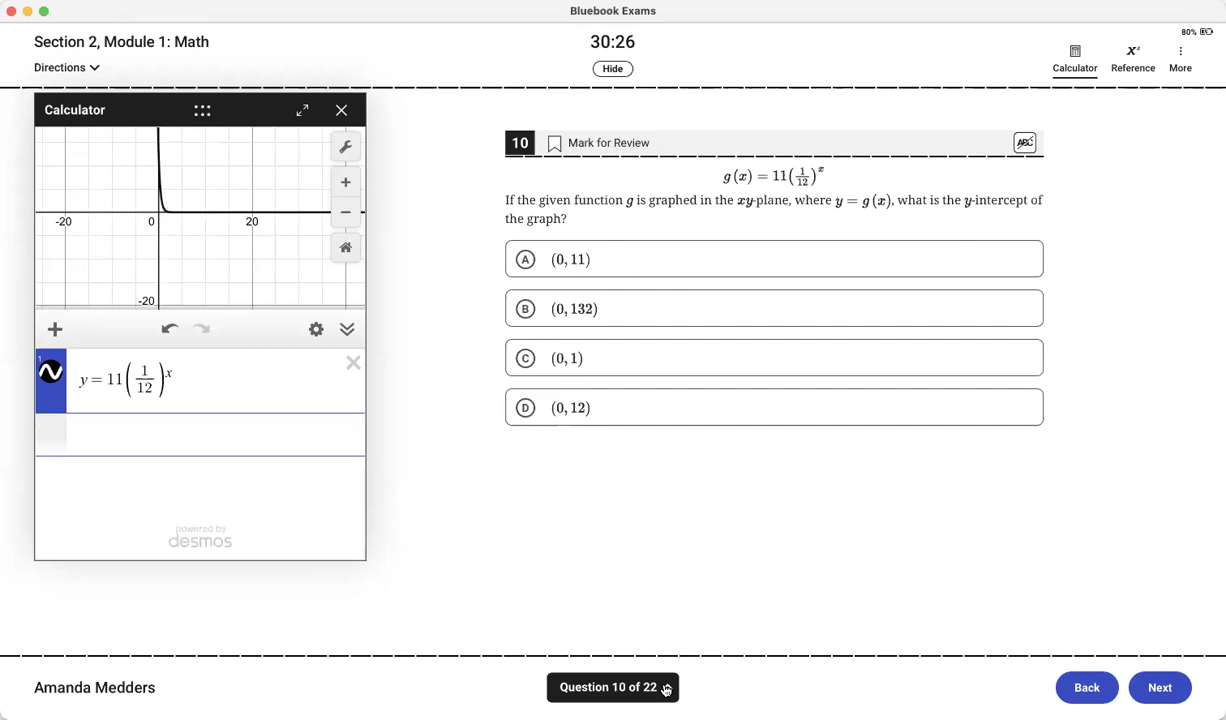 Bluebook Exams
80%
Section 2, Module 1: Math
30:26
Directions
Hide
Calculator
Reference
More
Calculator
-20
0
20
-20
1
y = 11(1/12)^x
powered by
desmos
10
Mark for Review
ABC
g(x) = 11(1/12)^x
If the given function g is graphed in the xy-plane, where y = g(x), what is the y-intercept of
the graph?
A (0, 11)
B (0, 132)
C (0, 1)
D (0, 12)
Amanda Medders
Question 10 of 22
Back
Next